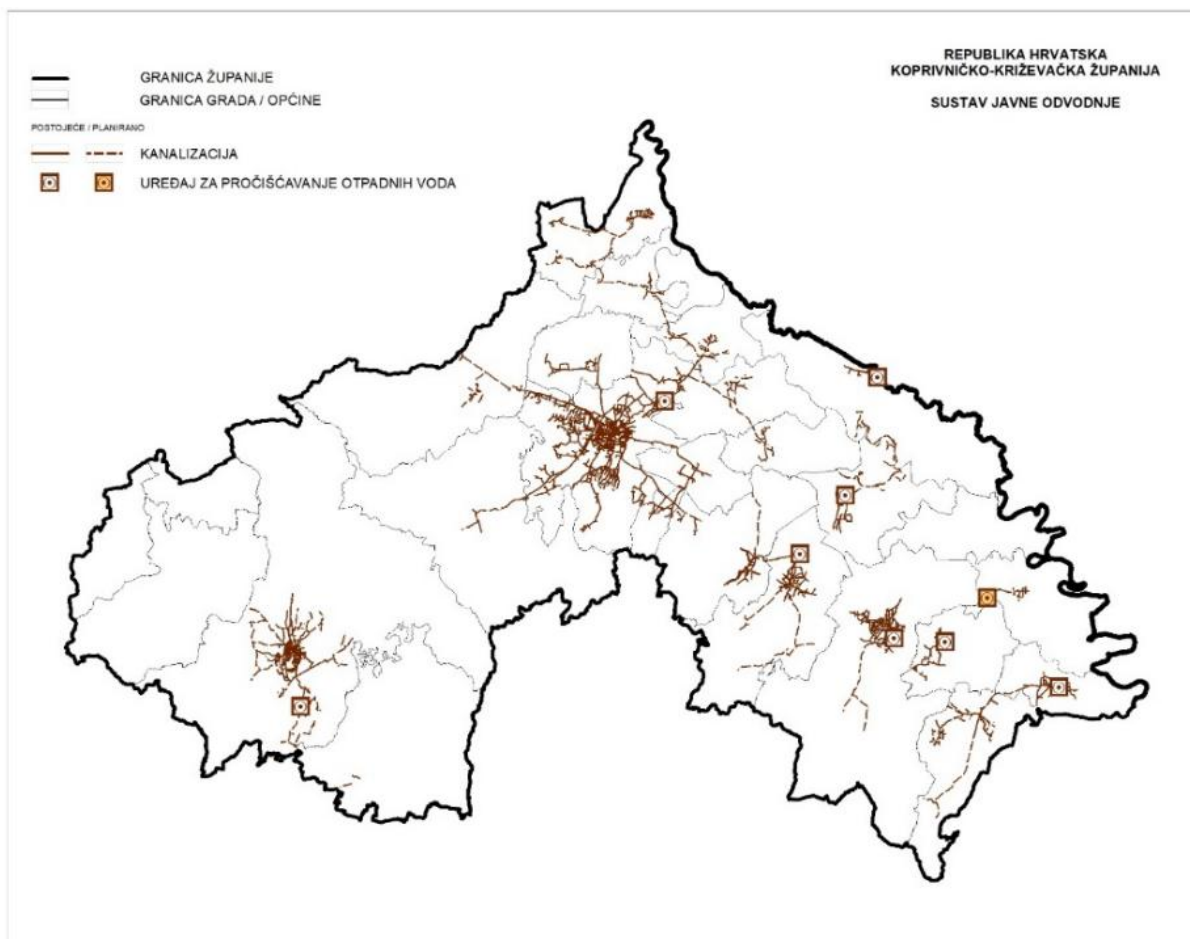 REPUBLIKA HRVATSKA
KOPRIVNIČKO-KRIŽEVAČKA ŽUPANIJA
SUSTAV JAVNE ODVODNJE
GRANICA ŽUPANIJE
GRANICA GRADA / OPĆINE
POSTOJEĆE / PLANIRANO
KANALIZACIJA
UREĐAJ ZA PROČIŠĆAVANJE OTPADNIH VODA